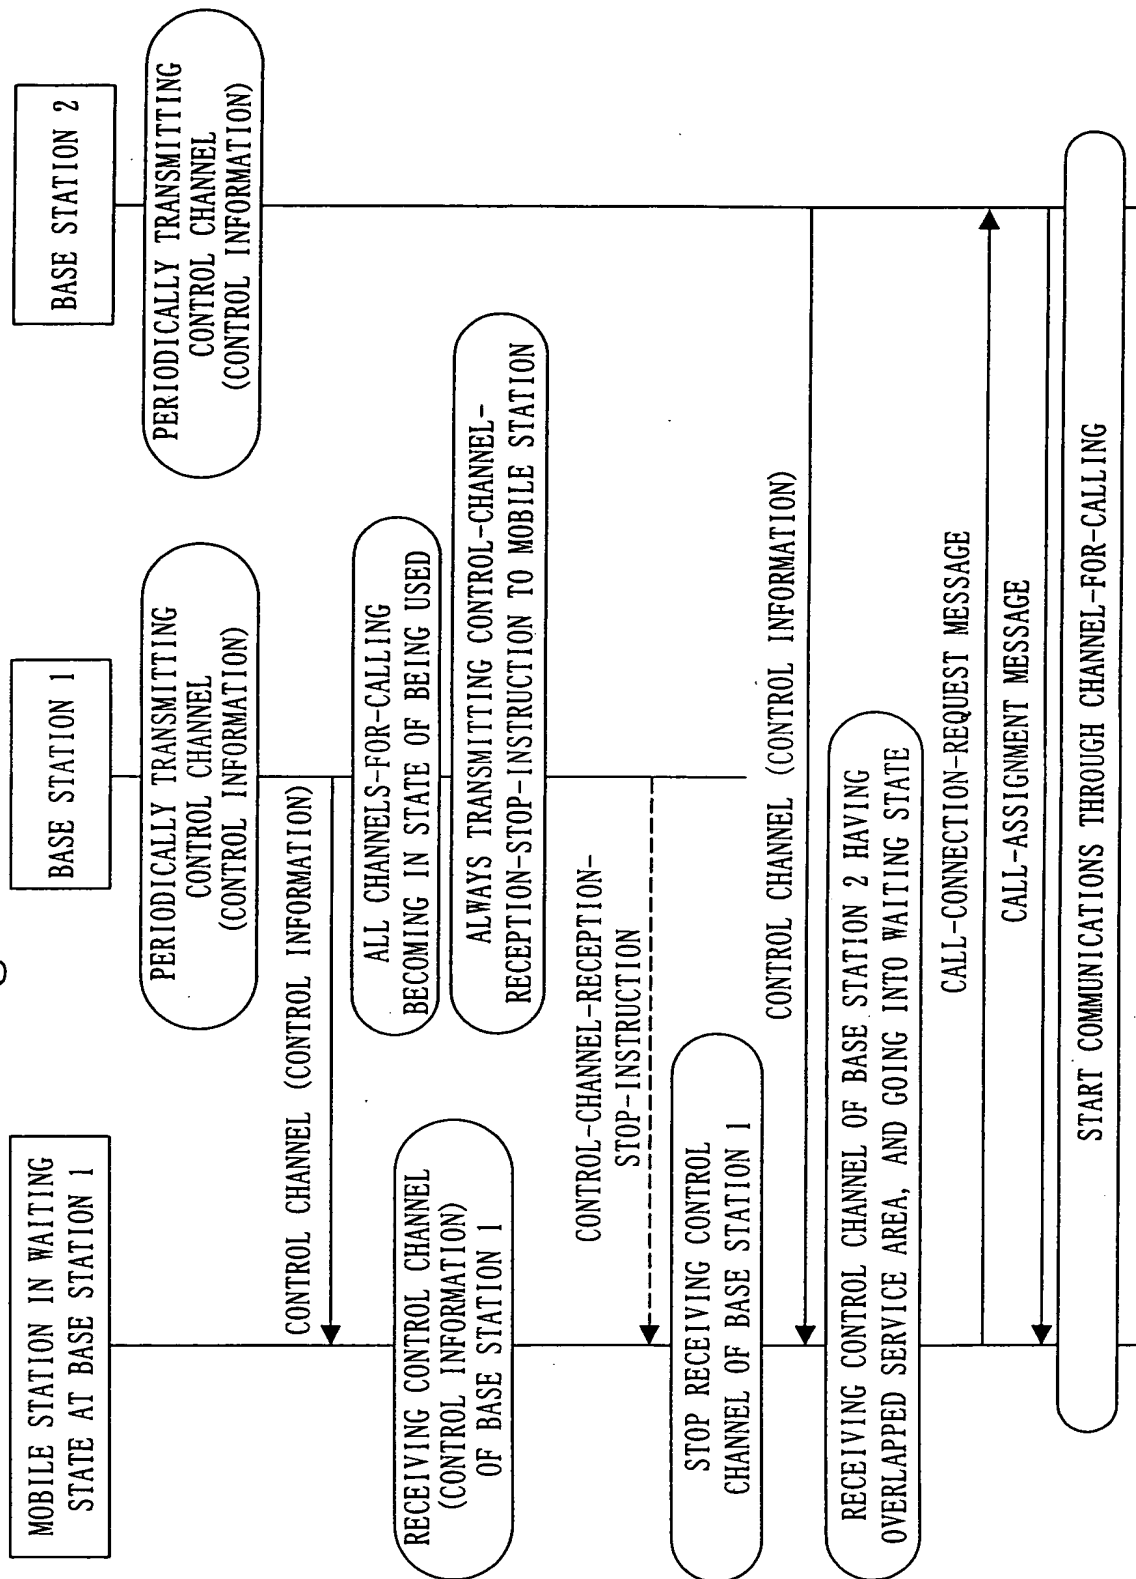 MOBILE STATION IN WAITING
STATE AT BASE STATION 1
BASE STATION 1
BASE STATION 2
PERIODICALLY TRANSMITTING
CONTROL CHANNEL
(CONTROL INFORMATION)
PERIODICALLY TRANSMITTING
CONTROL CHANNEL
(CONTROL INFORMATION)
CONTROL CHANNEL (CONTROL INFORMATION)
ALL CHANNELS-FOR-CALLING
BECOMING IN STATE OF BEING USED
RECEIVING CONTROL CHANNEL
(CONTROL INFORMATION)
OF BASE STATION 1
ALWAYS TRANSMITTING CONTROL-CHANNEL-
RECEPTION-STOP-INSTRUCTION TO MOBILE STATION
CONTROL-CHANNEL-RECEPTION-
STOP-INSTRUCTION
STOP RECEIVING CONTROL
CHANNEL OF BASE STATION 1
CONTROL CHANNEL (CONTROL INFORMATION)
RECEIVING CONTROL CHANNEL OF BASE STATION 2 HAVING
OVERLAPPED SERVICE AREA, AND GOING INTO WAITING STATE
CALL-CONNECTION-REQUEST MESSAGE
CALL-ASSIGNMENT MESSAGE
START COMMUNICATIONS THROUGH CHANNEL-FOR-CALLING